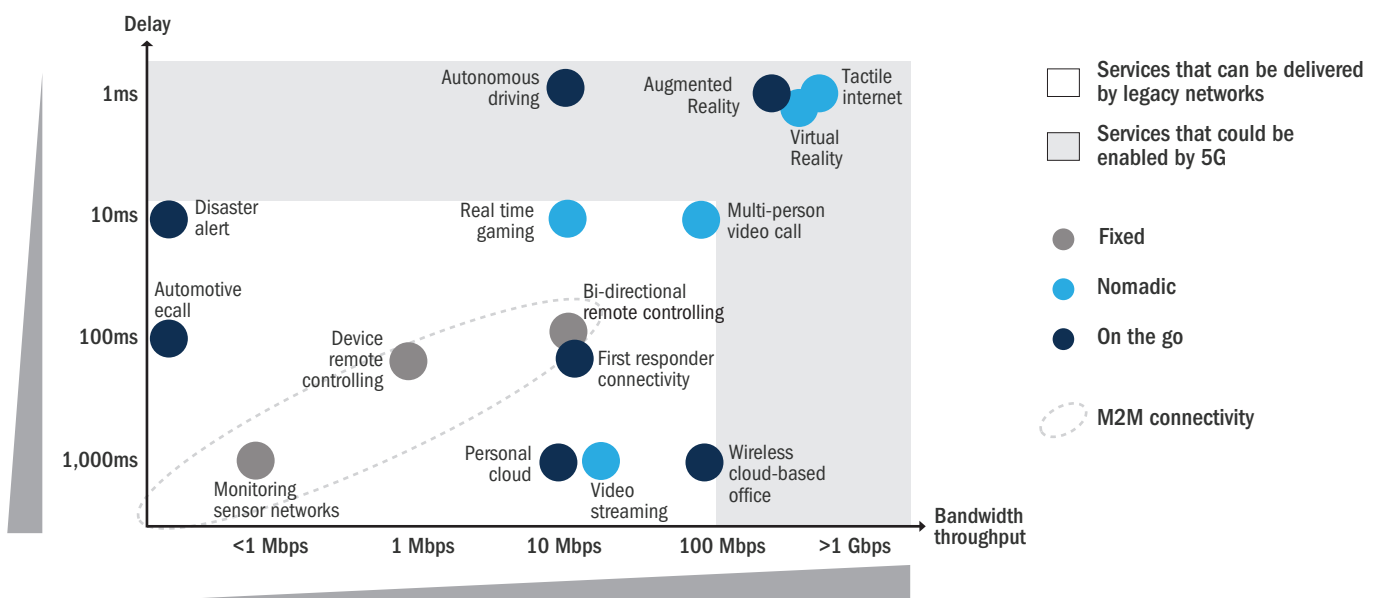 Delay
1ms
10ms
100ms
1,000ms
Autonomous
driving
Augmented
Reality
Tactile
internet
Virtual
Reality
Disaster
alert
Real time
gaming
Multi-person
video call
Automotive
ecall
Bi-directional
remote controlling
Device
remote
controlling
First responder
connectivity
Monitoring
sensor networks
Personal
cloud
Video
streaming
Wireless
cloud-based
office
<1 Mbps
1 Mbps
10 Mbps
100 Mbps
>1 Gbps
Bandwidth
throughput
Services that can be delivered
by legacy networks
Services that could be
enabled by 5G
Fixed
Nomadic
On the go
M2M connectivity